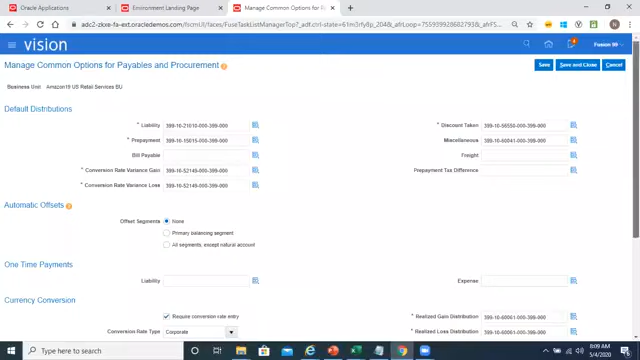 Oracle Applications
Environment Landing Page
Manage Common Options for Pa
adc2-zkve-fa-ext.oracledemos.com/fscmUI/faces/FuseTaskListManagerTop?_adf.ctrl-state=61m3rfy8p_204&_afrLoop=7559399286827
vision
Fusion 99
Manage Common Options for Payables and Procurement
Save
Save and Close
Cancel
Business Unit Amazon19 US Retail Services BU
Default Distributions
* Liability 399-10-21010-000-399-000
* Discount Taken 399-10-66550-000-399-000
* Prepayment 399-10-15015-000-399-000
Miscellaneous 399-10-60041-000-399-000
Bill Payable
Freight
* Conversion Rate Variance Gain 399-10-52149-000-399-000
Prepayment Tax Difference
* Conversion Rate Variance Loss 399-10-52149-000-399-000
Automatic Offsets
Offset Segments None
Primary balancing segment
All segments, except natural account
One Time Payments
Liability
Expense
Currency Conversion
Require conversion rate entry
* Realized Gain Distribution 399-10-60061-000-399-000
Conversion Rate Type Corporate
* Realized Loss Distribution 399-10-60061-000-399-000
Type here to search
8:09 AM
5/4/2020